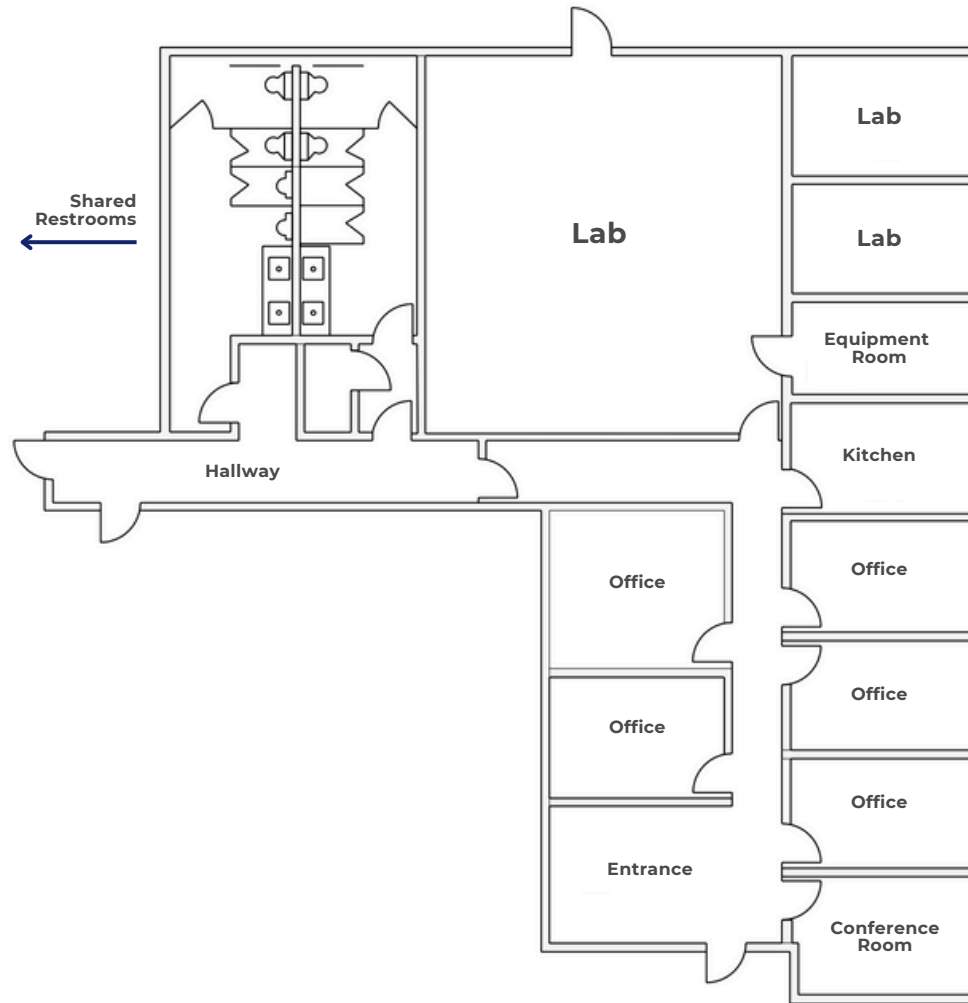 Lab
Shared
Restrooms
Lab
Lab
Equipment
Room
Kitchen
Hallway
Office
Office
Office
Office
Office
Entrance
Conference
Room